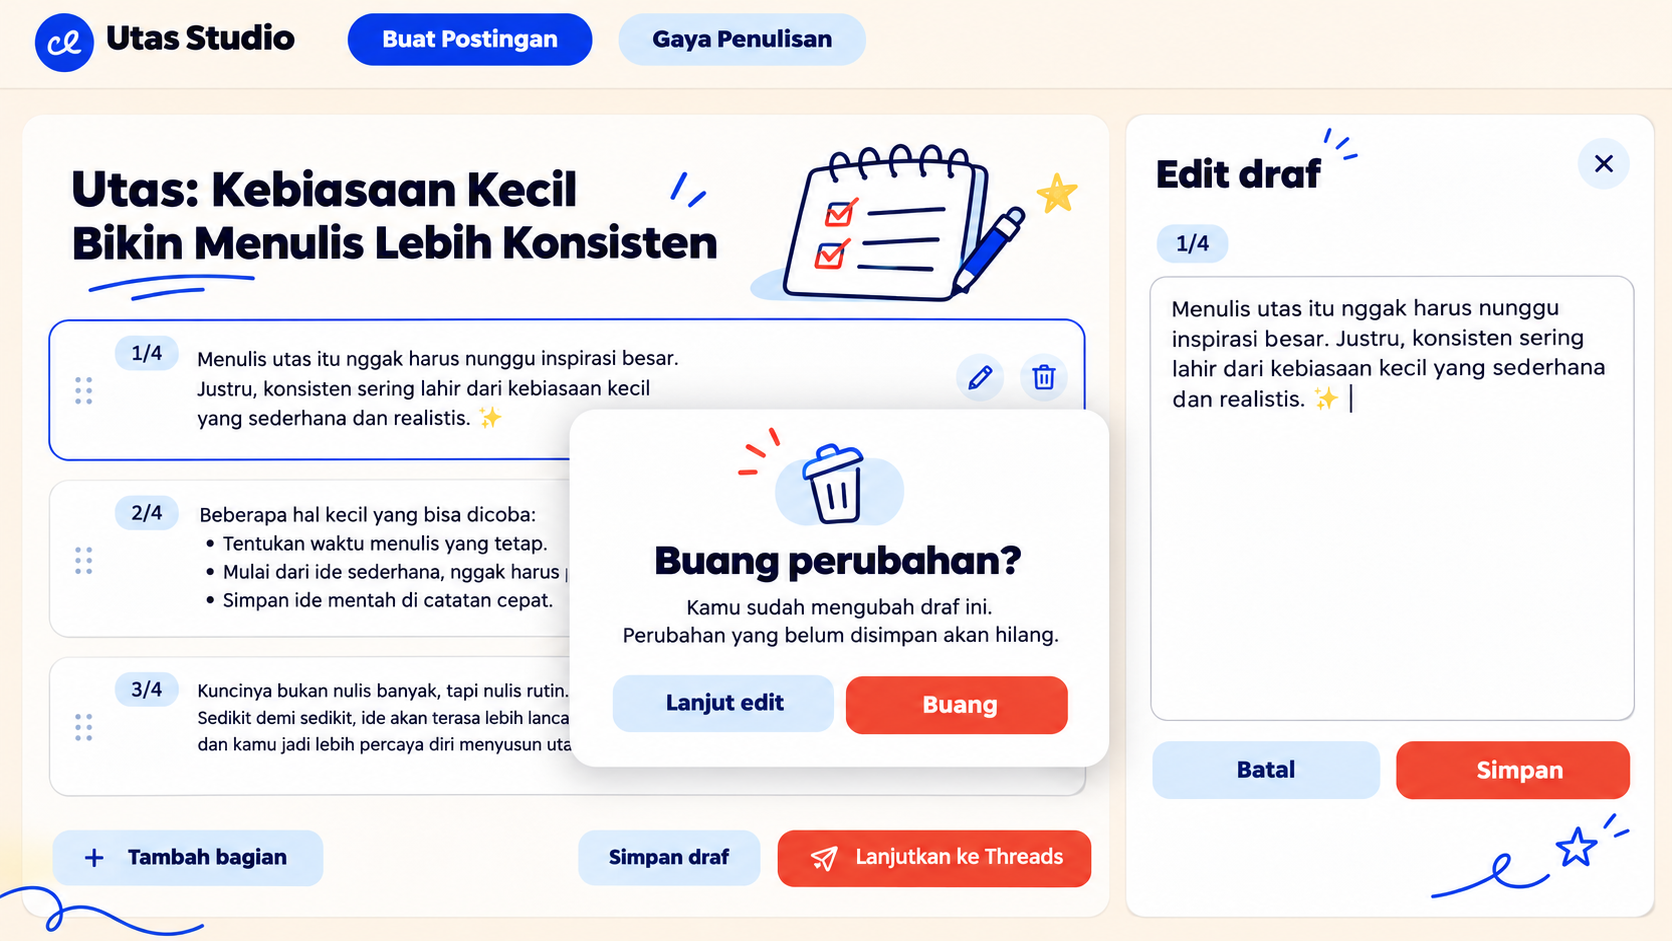 Utas Studio
Buat Postingan
Gaya Penulisan
Utas: Kebiasaan Kecil
Bikin Menulis Lebih Konsisten
1/4
Menulis utas itu nggak harus nunggu inspirasi besar.
Justru, konsisten sering lahir dari kebiasaan kecil
yang sederhana dan realistis. ✨
2/4
Beberapa hal kecil yang bisa dicoba:
• Tentukan waktu menulis yang tetap.
• Mulai dari ide sederhana, nggak harus
• Simpan ide mentah di catatan cepat.
3/4
Kuncinya bukan nulis banyak, tapi nulis rutin.
Sedikit demi sedikit, ide akan terasa lebih
dan kamu jadi lebih percaya diri menyusun
Buang perubahan?
Kamu sudah mengubah draf ini.
Perubahan yang belum disimpan akan hilang.
Lanjut edit
Buang
+ Tambah bagian
Simpan draf
Lanjutkan ke Threads
Edit draf
1/4
Menulis utas itu nggak harus nunggu
inspirasi besar. Justru, konsisten sering
lahir dari kebiasaan kecil yang sederhana
dan realistis. ✨
Batal
Simpan